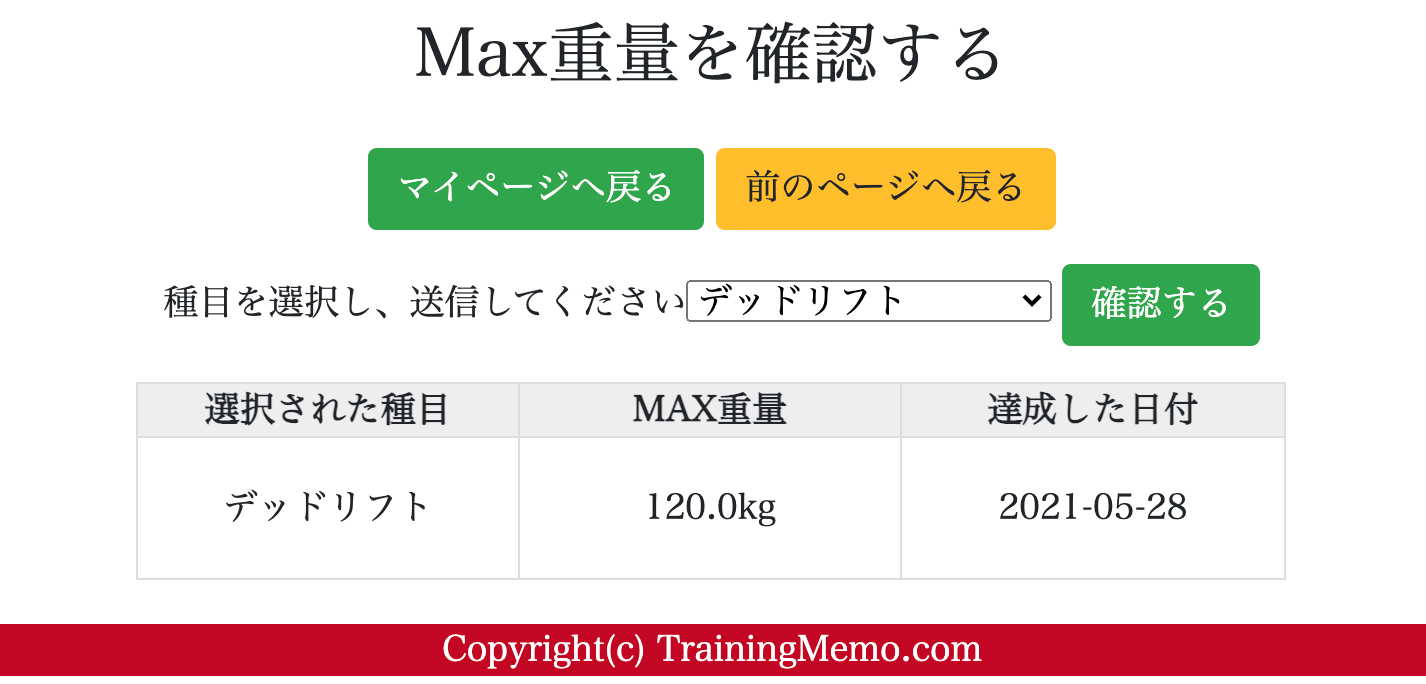 Max重量を確認する
マイページへ戻る 前のページへ戻る
種目を選択し、送信してください デッドリフト 確認する
選択された種目 MAX重量 達成した日付
デッドリフト 120.0kg 2021-05-28
Copyright(c) TrainingMemo.com